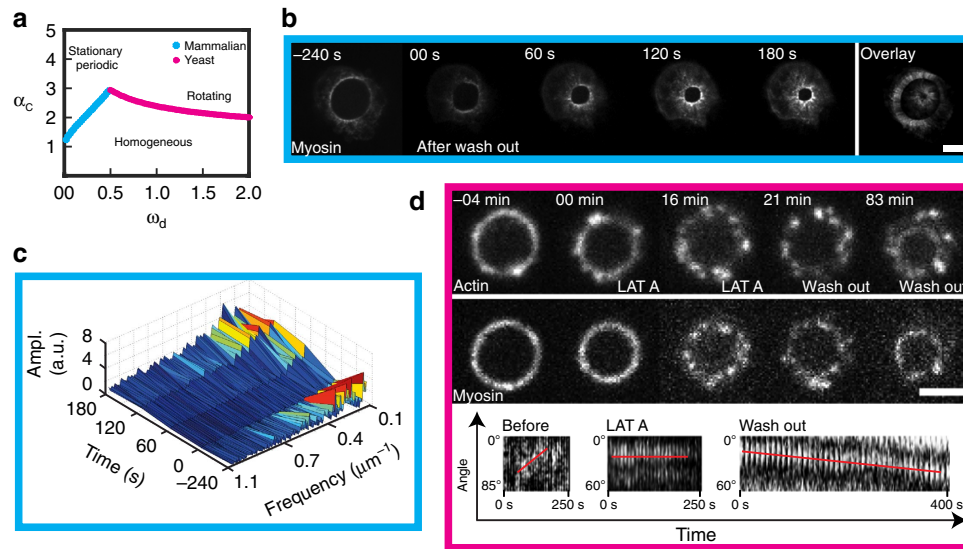 a
5
4
3
2
1
α_C
Stationary
periodic
Mammalian
Yeast
Rotating
Homogeneous
00
0.5
1.0
1.5
2.0
ω_d
b
–240 s
00 s
60 s
120 s
180 s
Overlay
Myosin
After wash out
c
Ampl.
(a.u.)
8
4
0
180
120
60
0
–240
Time (s)
1.1
0.7
0.4
0.1
Frequency (μm⁻¹)
d
–04 min
00 min
16 min
21 min
83 min
Actin
LAT A
LAT A
Wash out
Wash out
Myosin
Before
LAT A
Wash out
Angle
0°
85°
0 s
250 s
0°
60°
0 s
250 s
0°
60°
0 s
400 s
Time